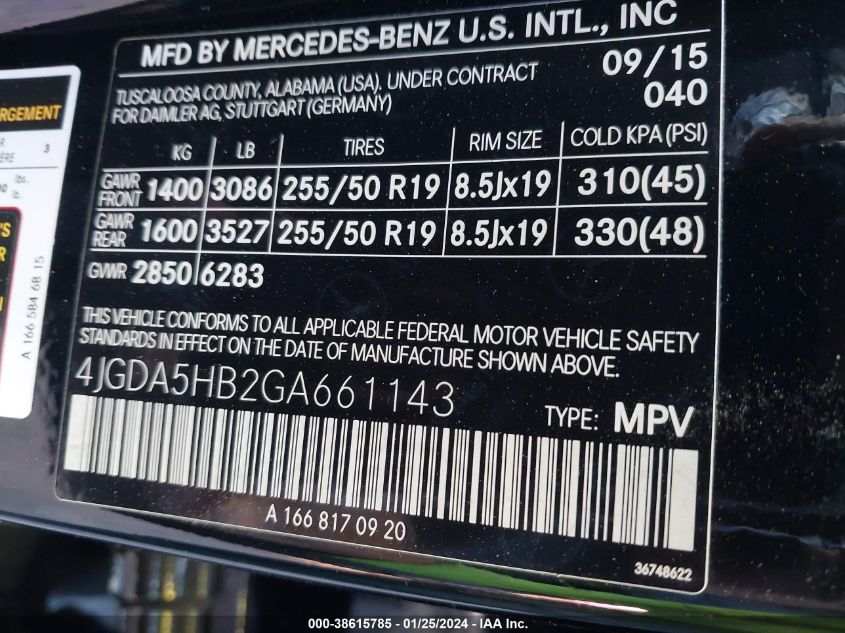 MFD BY MERCEDES-BENZ U.S. INTL., INC
TUSCALOOSA COUNTY, ALABAMA (USA), UNDER CONTRACT
FOR DAIMLER AG, STUTTGART (GERMANY)
09/15
040
KG LB TIRES RIM SIZE COLD KPA (PSI)
GAWR FRONT 1400 3086 255/50 R19 8.5Jx19 310(45)
GAWR REAR 1600 3527 255/50 R19 8.5Jx19 330(48)
GVWR 2850 6283
THIS VEHICLE CONFORMS TO ALL APPLICABLE FEDERAL MOTOR VEHICLE SAFETY
STANDARDS IN EFFECT ON THE DATE OF MANUFACTURE SHOWN ABOVE.
4JGDA5HB2GA661143
TYPE: MPV
A 166 817 09 20
36748622
RGEMENT
3
lbs.
lb.
A 166 584 68 15
000-38615785 - 01/25/2024 - IAA Inc.